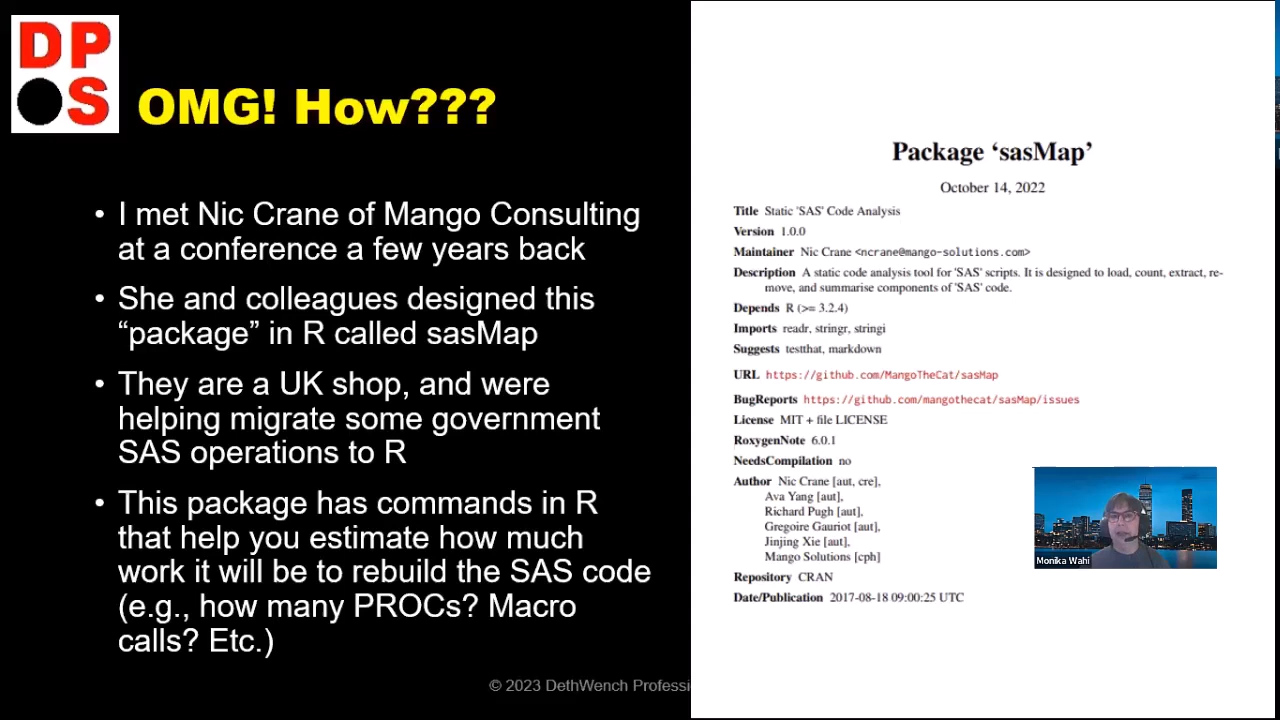 DP
S
OMG! How???
• I met Nic Crane of Mango Consulting
at a conference a few years back
• She and colleagues designed this
“package” in R called sasMap
• They are a UK shop, and were
helping migrate some government
SAS operations to R
• This package has commands in R
that help you estimate how much
work it will be to rebuild the SAS code
(e.g., how many PROCs? Macro
calls? Etc.)
© 2023 DethWench Professi
Package ‘sasMap’
October 14, 2022
Title Static 'SAS' Code Analysis
Version 1.0.0
Maintainer Nic Crane <ncrane@mango-solutions.com>
Description A static code analysis tool for 'SAS' scripts. It is designed to load, count, extract, re-
move, and summarise components of 'SAS' code.
Depends R (>= 3.2.4)
Imports readr, stringr, stringi
Suggests testthat, markdown
URL https://github.com/MangoTheCat/sasMap
BugReports https://github.com/mangothecat/sasMap/issues
License MIT + file LICENSE
RoxygenNote 6.0.1
NeedsCompilation no
Author Nic Crane [aut, cre],
Ava Yang [aut],
Richard Pugh [aut],
Gregoire Gauriot [aut],
Jinjing Xie [aut],
Mango Solutions [cph]
Repository CRAN
Date/Publication 2017-08-18 09:00:25 UTC
Monika Wahi